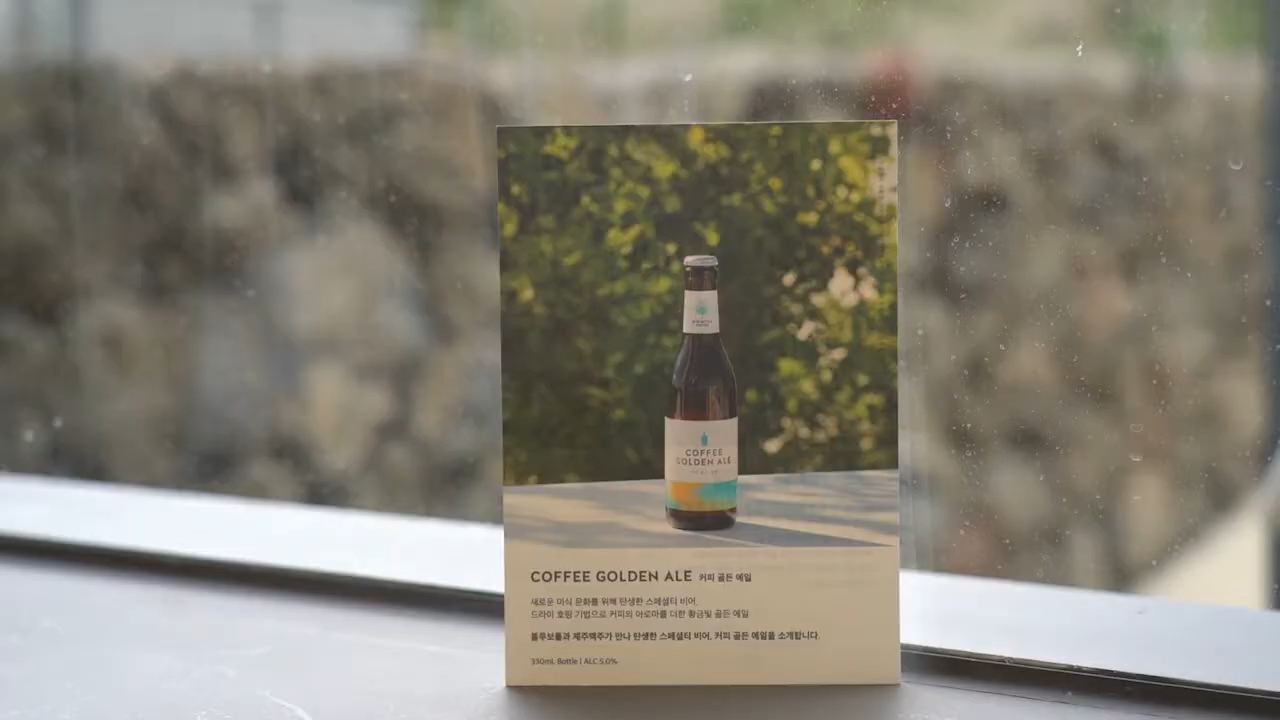 COFFEE
GOLDEN ALE
COFFEE GOLDEN ALE 커피 골든 에일
새로운 미식 문화를 위해 탄생한 스페셜티 비어.
드라이 호핑 기법으로 커피의 아로마를 더한 황금빛 골든 에일
블루보틀과 제주맥주가 만나 탄생한 스페셜티 비어, 커피 골든 에일을 소개합니다.
330mL Bottle | ALC 5.0%